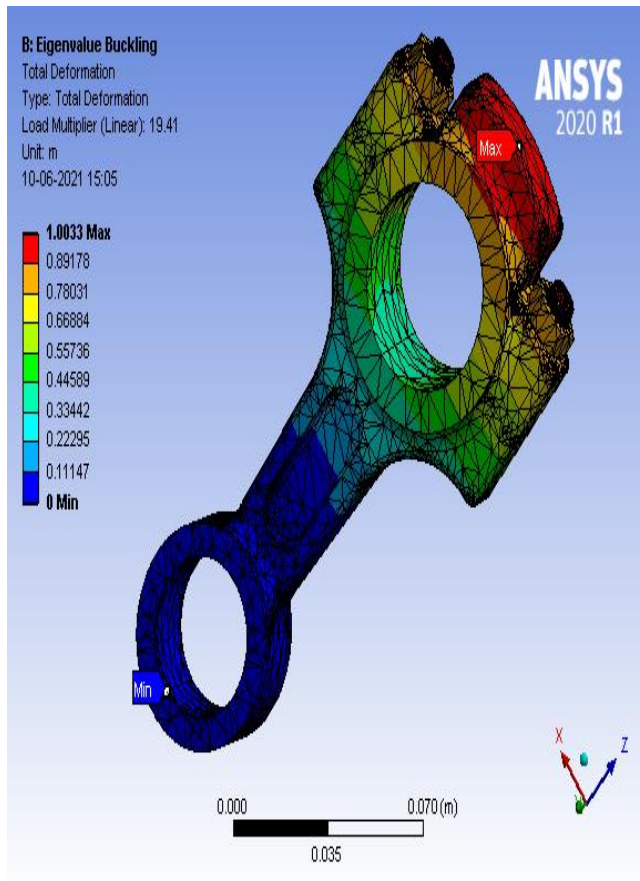 B: Eigenvalue Buckling
Total Deformation
Type: Total Deformation
Load Multiplier (Linear): 19.41
Unit: m
10-06-2021 15:05
ANSYS
2020 R1
1.0033 Max
0.89178
0.78031
0.66884
0.55736
0.44589
0.33442
0.22295
0.11147
0 Min
Max
Min
X
Z
0.000
0.070 (m)
0.035